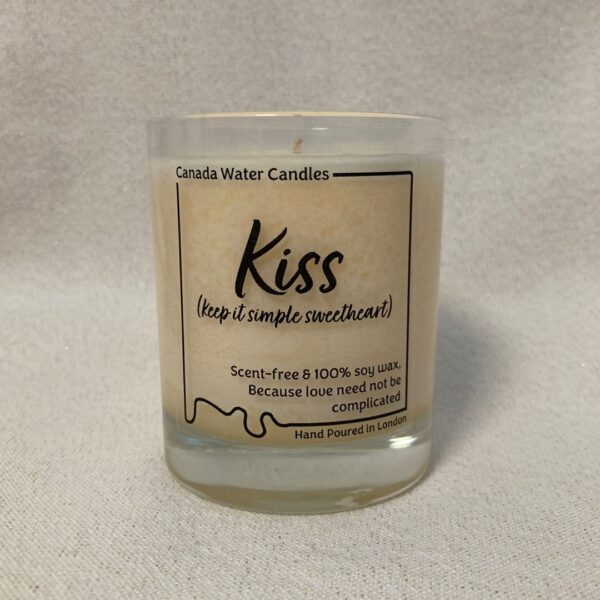 Canada Water Candles
Kiss
(keep it simple sweetheart)
Scent-free & 100% soy wax,
Because love need not be
complicated
Hand Poured in London